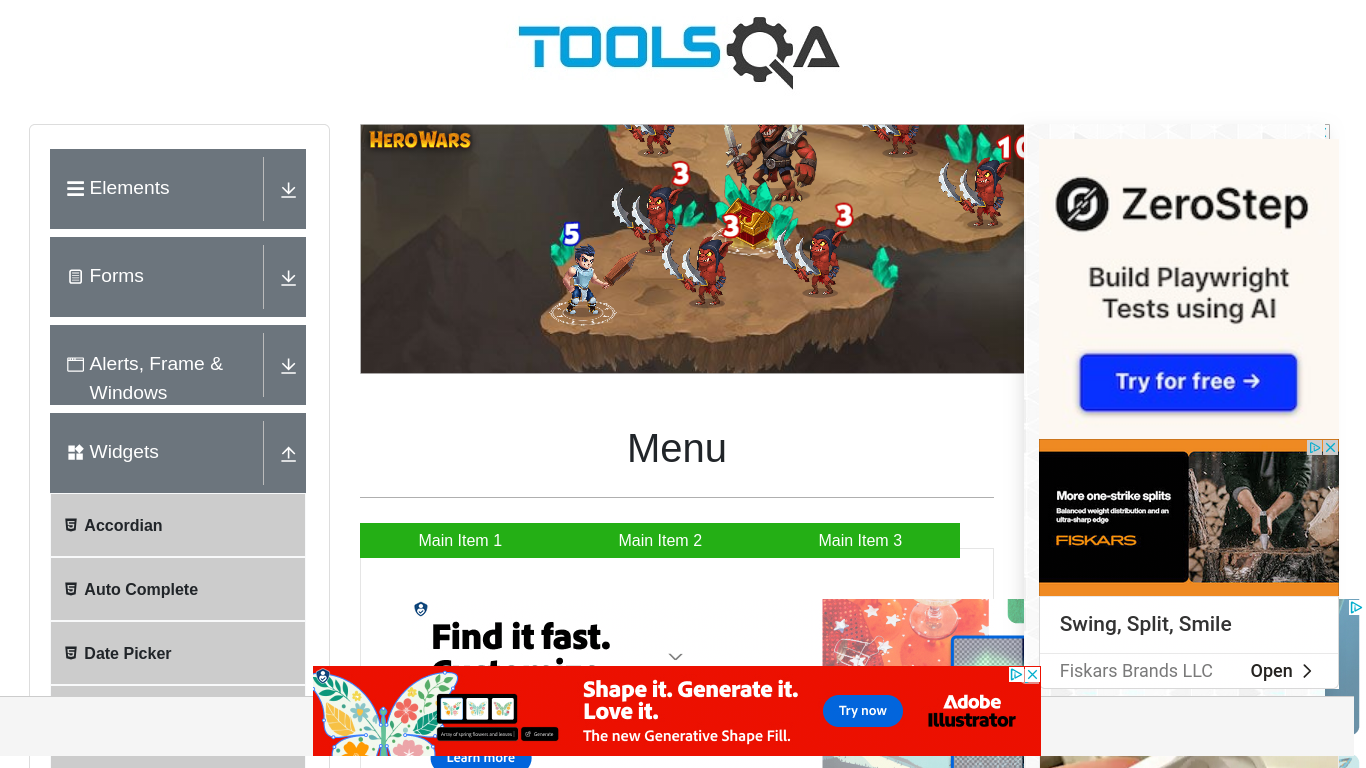 TOOLSQA
Elements
Forms
Alerts, Frame &
Windows
Widgets
Accordian
Auto Complete
Date Picker
HERO WARS
10
3
3
3
5
Menu
Main Item 1
Main Item 2
Main Item 3
Find it fast.
Learn more
Shape it. Generate it.
Love it.
The new Generative Shape Fill.
Array of spring flowers and leaves
Generate
Try now
Adobe
Illustrator
ZeroStep
Build Playwright
Tests using AI
Try for free →
More one-strike splits
Balanced weight distribution and an
ultra-sharp edge
FISKARS
Swing, Split, Smile
Fiskars Brands LLC
Open